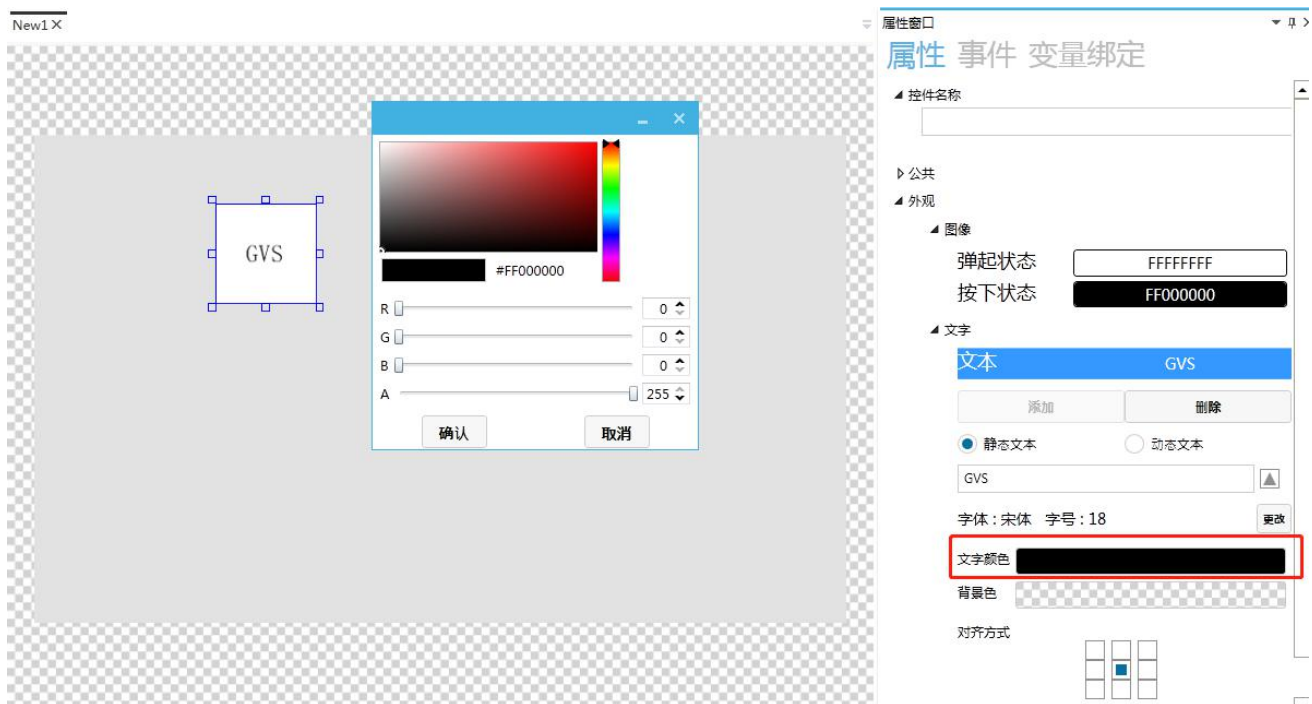 New1
GVS
#FF000000
R 0
G 0
B 0
A 255
确认 取消
属性窗口
属性 事件 变量绑定
控件名称
公共
外观
图像
弹起状态 FFFFFFFF
按下状态 FF000000
文字
文本 GVS
添加 删除
静态文本 动态文本
GVS
字体 : 宋体 字号 : 18 更改
文字颜色
背景色
对齐方式